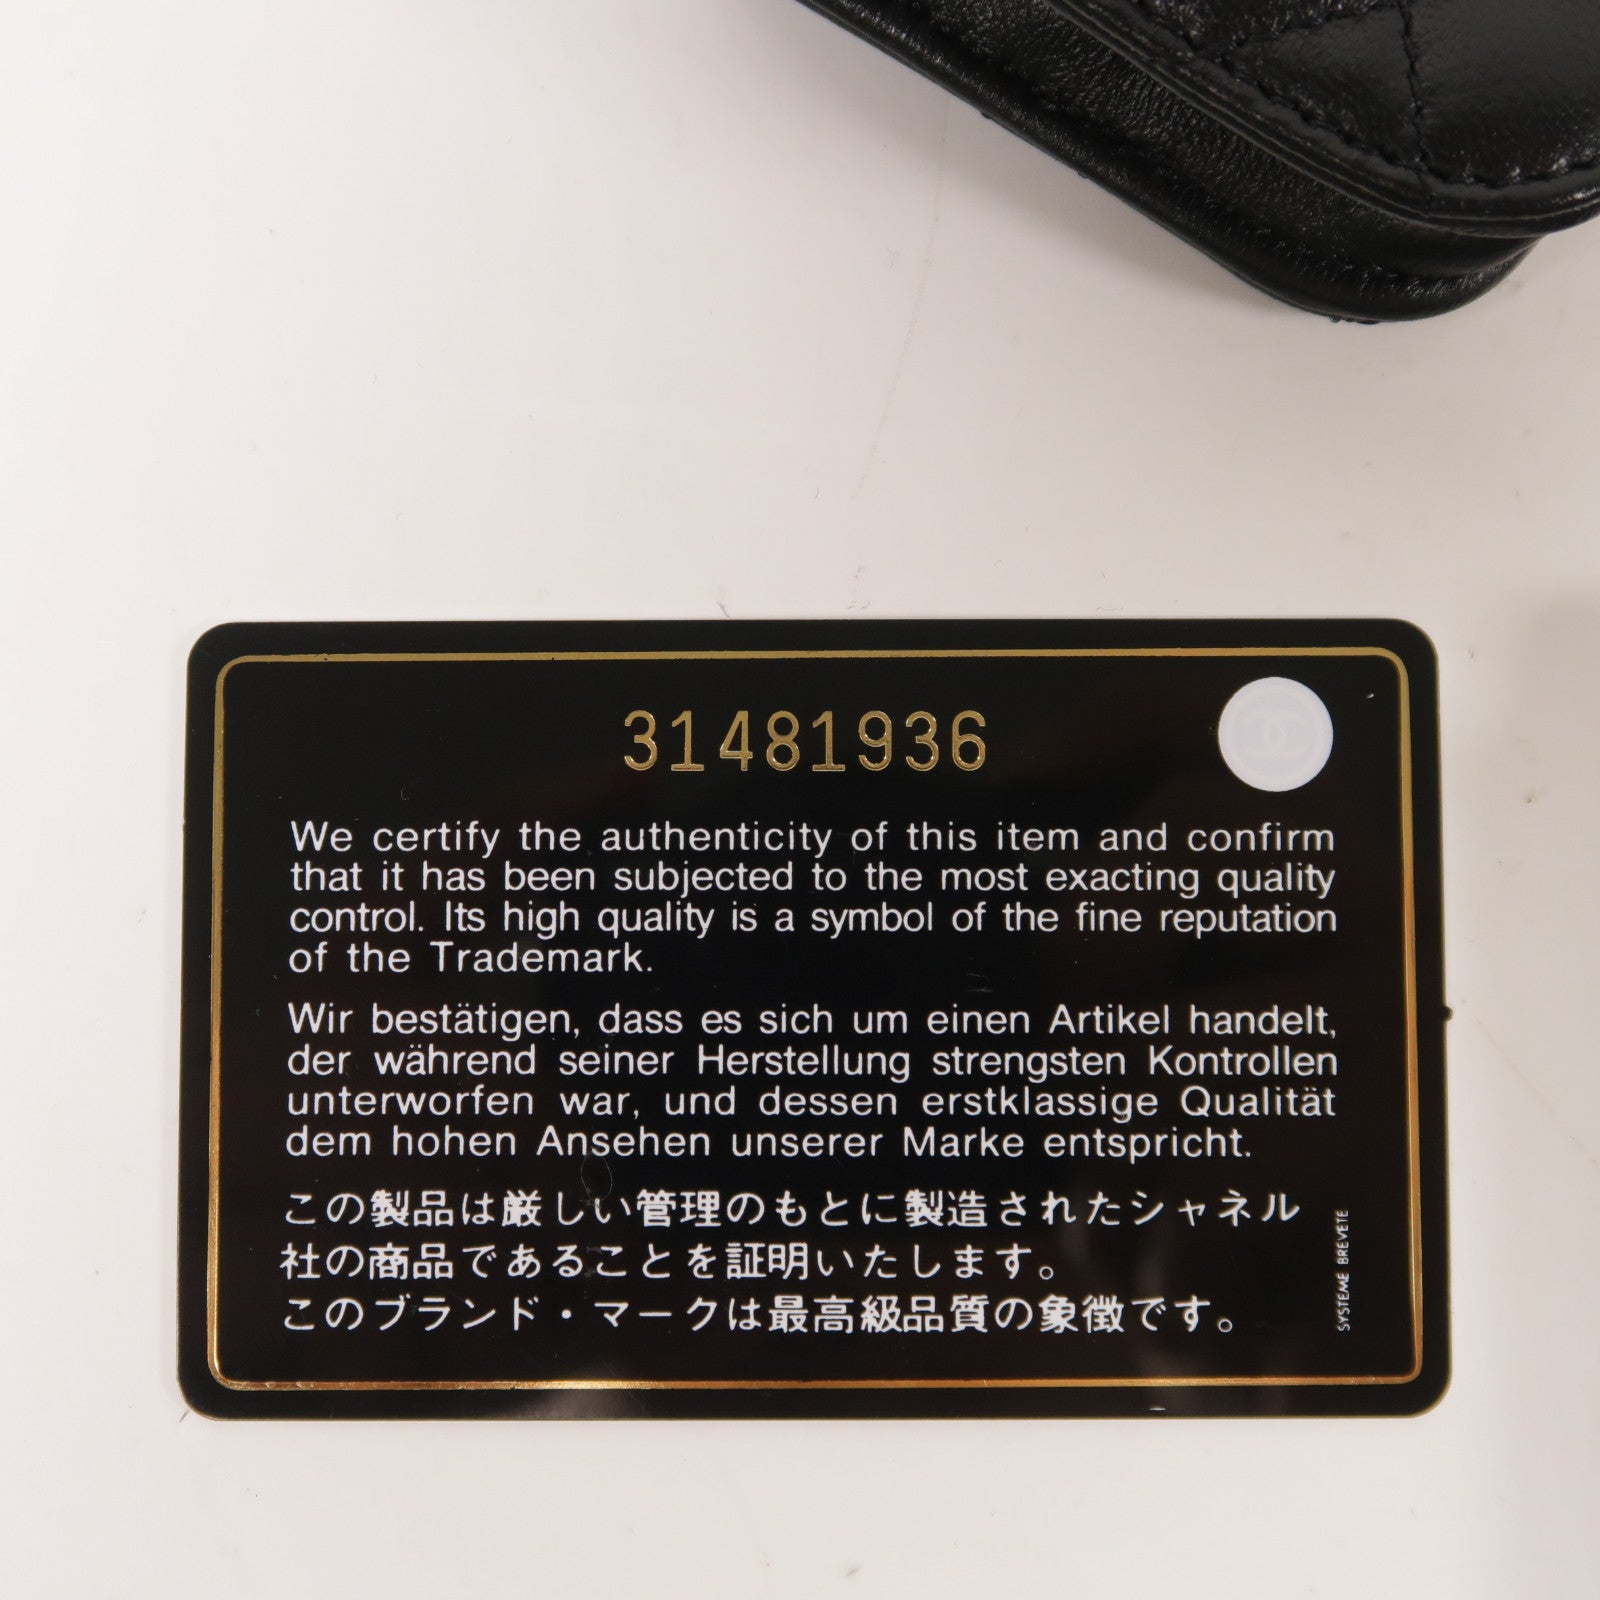 31481936
We certify the authenticity of this item and confirm
that it has been subjected to the most exacting quality
control. Its high quality is a symbol of the fine reputation
of the Trademark.
Wir bestätigen, dass es sich um einen Artikel handelt,
der während seiner Herstellung strengsten Kontrollen
unterworfen war, und dessen erstklassige Qualität
dem hohen Ansehen unserer Marke entspricht.
この製品は厳しい管理のもとに製造されたシャネル
社の商品であることを証明いたします。
このブランド・マークは最高級品質の象徴です。
SYSTEME BREVETE